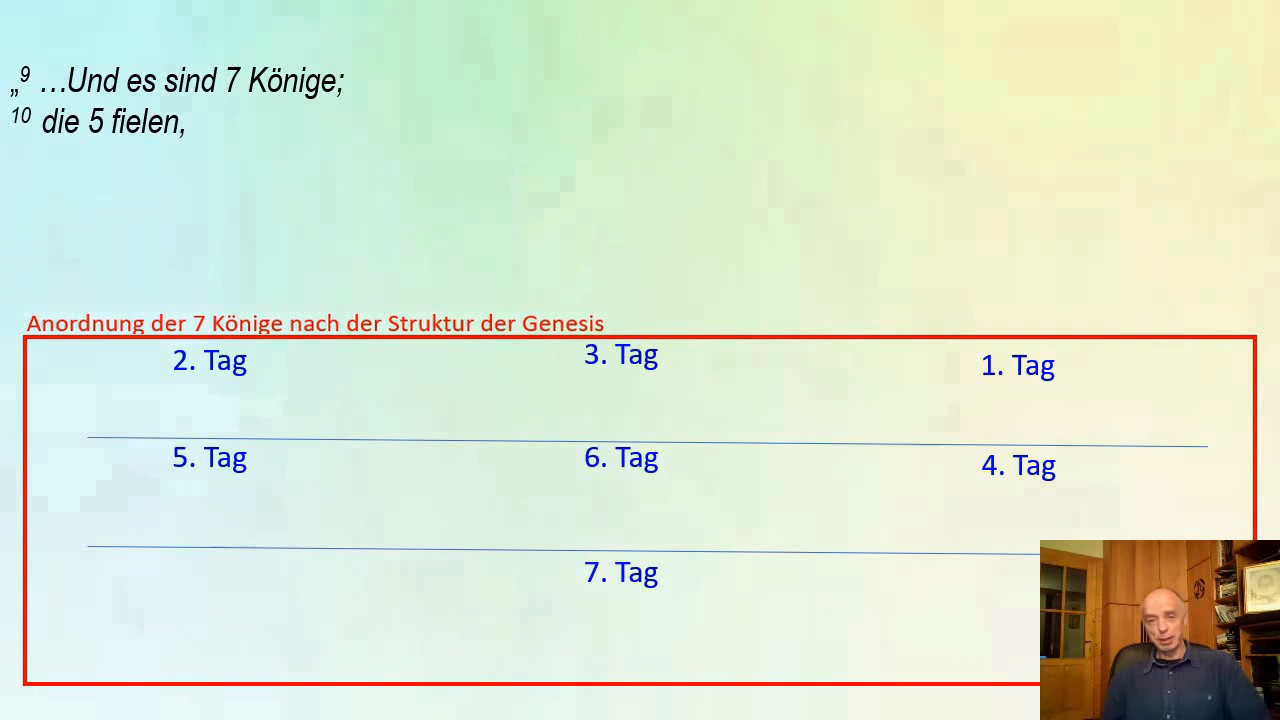 „⁹ …Und es sind 7 Könige;
¹⁰ die 5 fielen,
Anordnung der 7 Könige nach der Struktur der Genesis
2. Tag 3. Tag 1. Tag
5. Tag 6. Tag 4. Tag
7. Tag